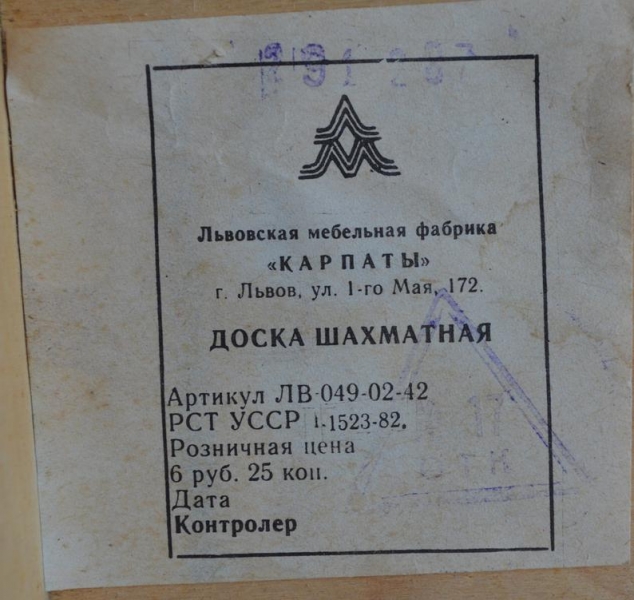 Львовская мебельная фабрика
«КАРПАТЫ»
г. Львов, ул. 1-го Мая, 172.
ДОСКА ШАХМАТНАЯ
Артикул ЛВ-049-02-42
РСТ УССР 1-1523-82.
Розничная цена
6 руб. 25 коп.
Дата
Контролер